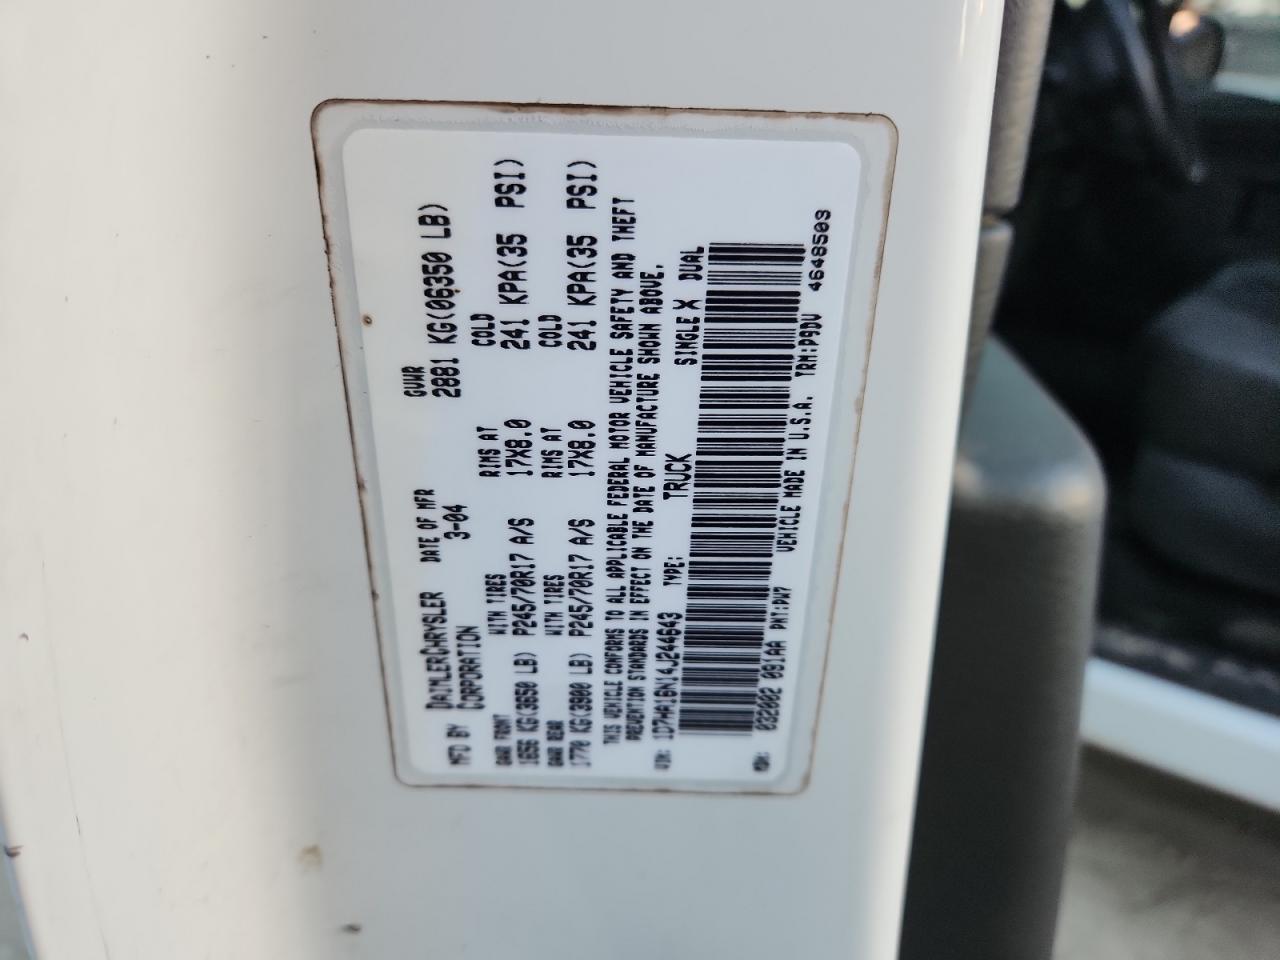 MFD BY DAIMLERCHRYSLER CORPORATION DATE OF MFR 3-04 GVWR 2881 KG(06350 LB)
GAWR FRONT WITH TIRES RIMS AT COLD
1656 KG(3650 LB) P245/70R17 A/S 17X8.0 241 KPA(35 PSI)
GAWR REAR WITH TIRES RIMS AT COLD
1770 KG(3900 LB) P245/70R17 A/S 17X8.0 241 KPA(35 PSI)
THIS VEHICLE CONFORMS TO ALL APPLICABLE FEDERAL MOTOR VEHICLE SAFETY AND THEFT
PREVENTION STANDARDS IN EFFECT ON THE DATE OF MANUFACTURE SHOWN ABOVE.
VIN: 1D7HA16N14J244643 TYPE: TRUCK SINGLE X DUAL
MDH: 032002 091AA PNT:PW7 VEHICLE MADE IN U.S.A. TRM:P9DV 4648503